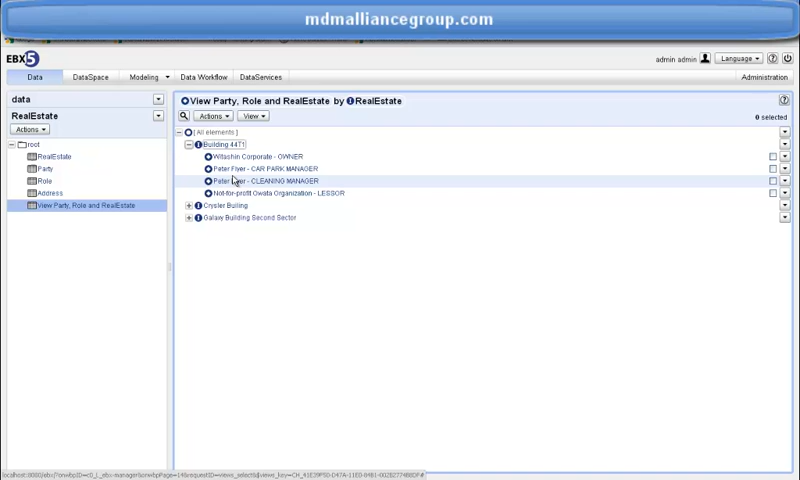 mdmalliancegroup.com
EBX5
admin admin
Language
Data
DataSpace
Modeling
Data Workflow
DataServices
Administration
data
RealEstate
Actions
root
RealEstate
Party
Role
Address
View Party, Role and RealEstate
View Party, Role and RealEstate by RealEstate
Actions
View
0 selected
[All elements]
Building 44T1
Wiltashin Corporate - OWNER
Peter Flyer - CAR PARK MANAGER
Peter Flyer - CLEANING MANAGER
Not-for-profit Owata Organization - LESSOR
Crysler Builing
Galaxy Building Second Sector